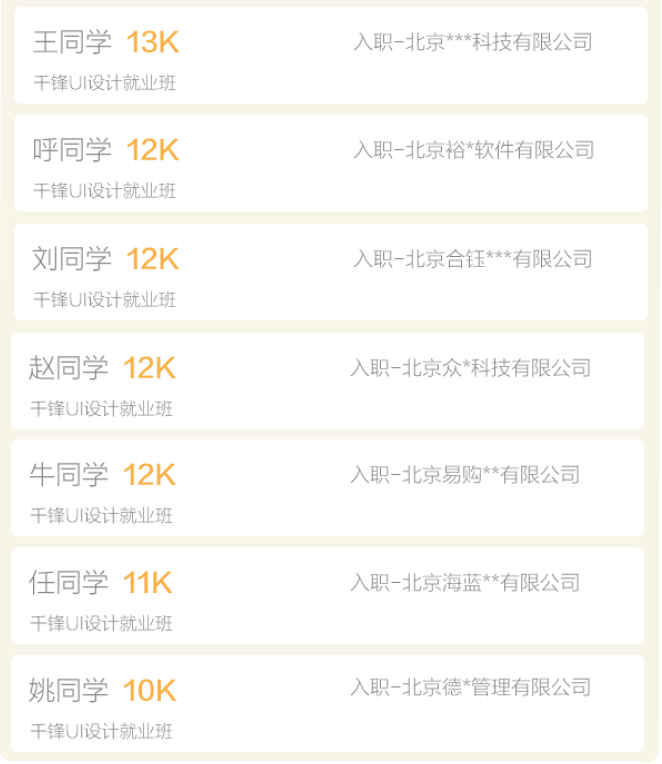 王同学 13K 入职-北京***科技有限公司
千锋UI设计就业班
呼同学 12K 入职-北京裕*软件有限公司
千锋UI设计就业班
刘同学 12K 入职-北京合钰***有限公司
千锋UI设计就业班
赵同学 12K 入职-北京众*科技有限公司
千锋UI设计就业班
牛同学 12K 入职-北京易购**有限公司
千锋UI设计就业班
任同学 11K 入职-北京海蓝**有限公司
千锋UI设计就业班
姚同学 10K 入职-北京德*管理有限公司
千锋UI设计就业班